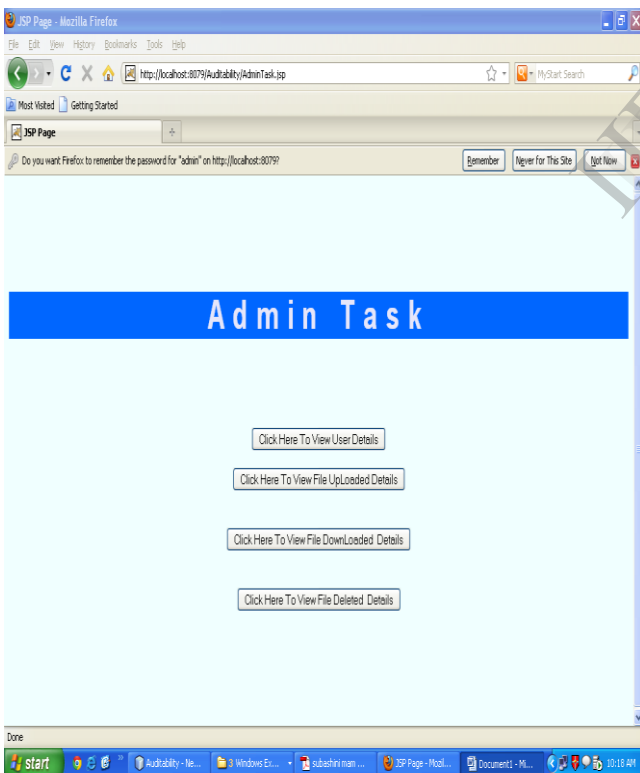 JSP Page - Mozilla Firefox
File Edit View History Bookmarks Tools Help
http://localhost:8079/Auditability/AdminTask.jsp
MyStart Search
Most Visited Getting Started
JSP Page
Do you want Firefox to remember the password for "admin" on http://localhost:8079?
Remember Never for This Site Not Now
Admin Task
Click Here To View User Details
Click Here To View File UpLoaded Details
Click Here To View File DownLoaded Details
Click Here To View File Deleted Details
Done
start Auditability - Ne... 3 Windows Ex... subashini mam ... JSP Page - Mozil... Document1 - Mi... 10:18 AM